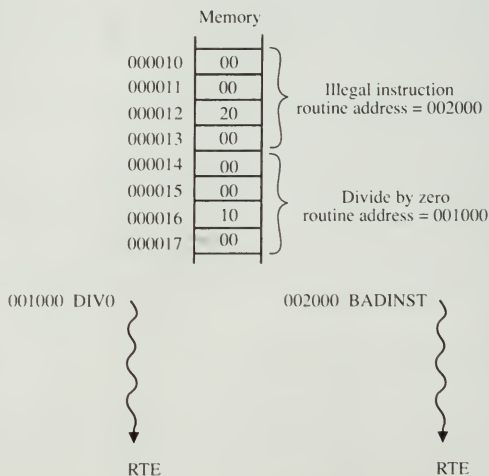 Memory
000010 00
000011 00
000012 20
000013 00
Illegal instruction
routine address = 002000
000014 00
000015 00
000016 10
000017 00
Divide by zero
routine address = 001000
001000 DIV0
002000 BADINST
RTE
RTE